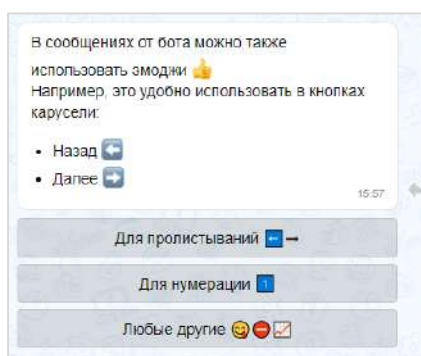 В сообщениях от бота можно также
использовать эмоджи 👍
Например, это удобно использовать в кнопках
карусели:
• Назад ⬅️
• Далее ➡️
15:57
Для пролистываний ⬅️➞
Для нумерации 1️⃣
Любые другие 😋⛔📈